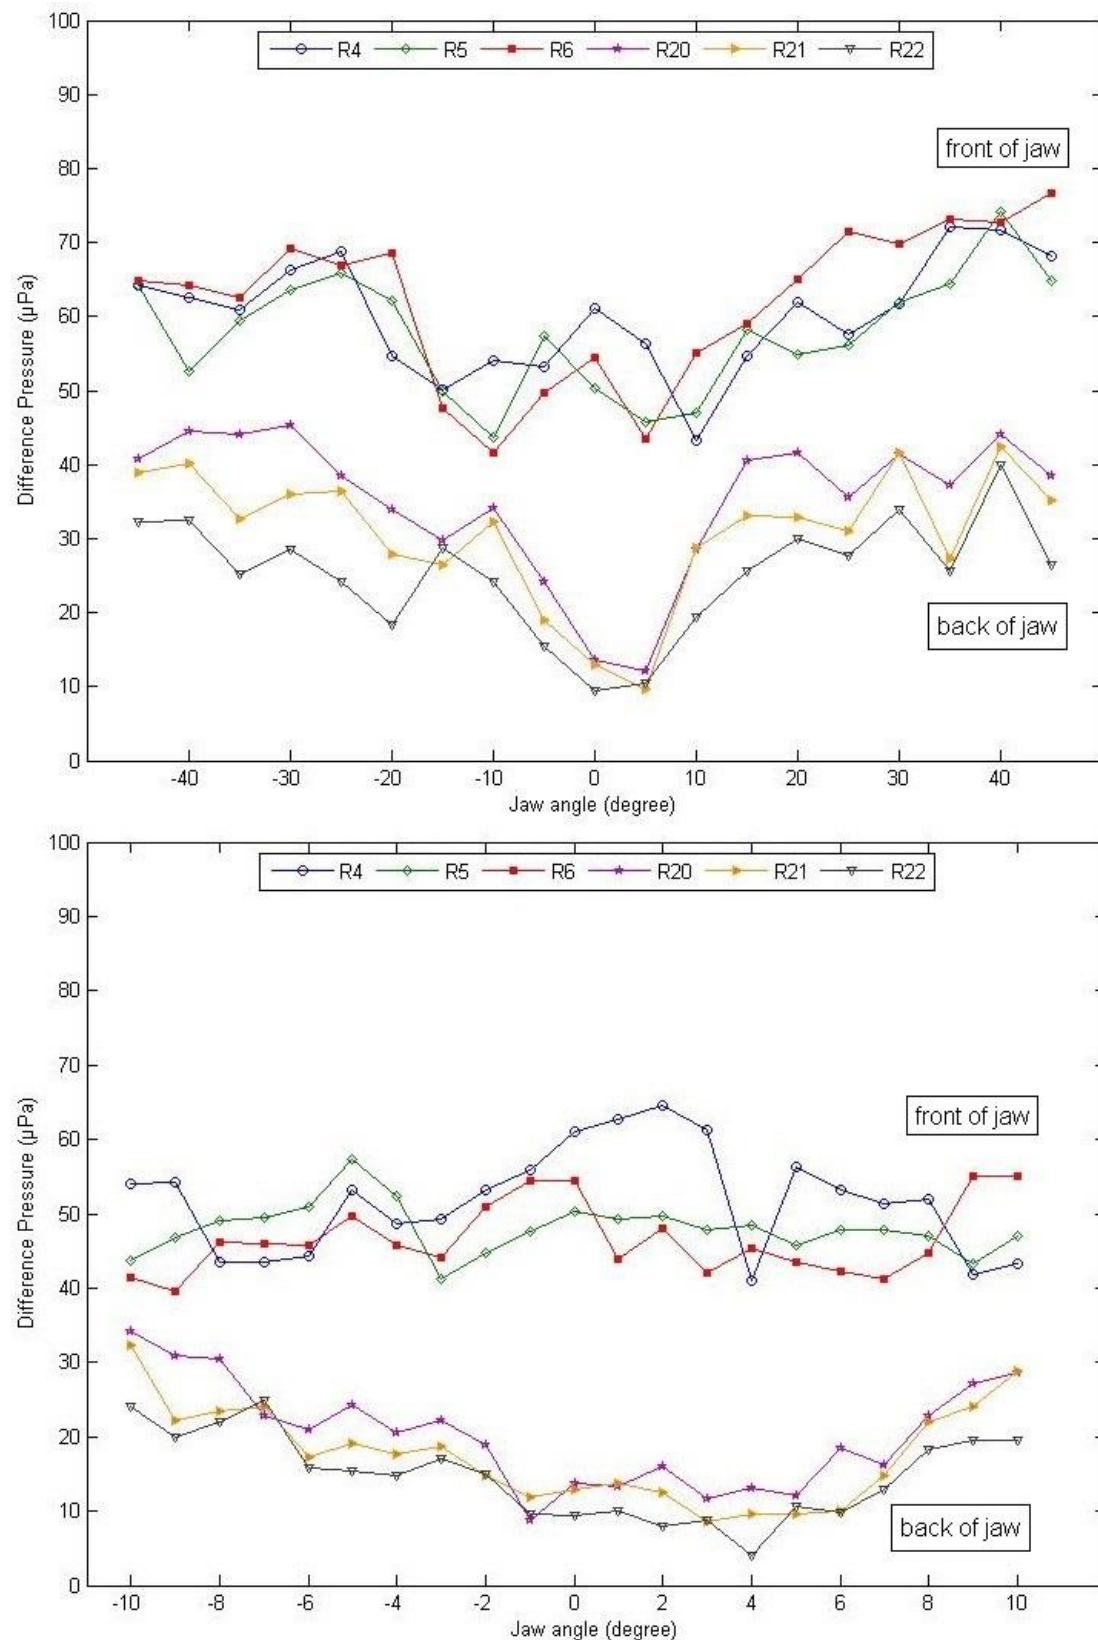 100
R4 R5 R6 R20 R21 R22
90
front of jaw
80
70
60
50
40
30
20
back of jaw
10
0
Difference Pressure (µPa)
-40 -30 -20 -10 0 10 20 30 40
Jaw angle (degree)
100
R4 R5 R6 R20 R21 R22
90
80
70
front of jaw
60
50
40
30
20
10
back of jaw
0
Difference Pressure (µPa)
-10 -8 -6 -4 -2 0 2 4 6 8 10
Jaw angle (degree)